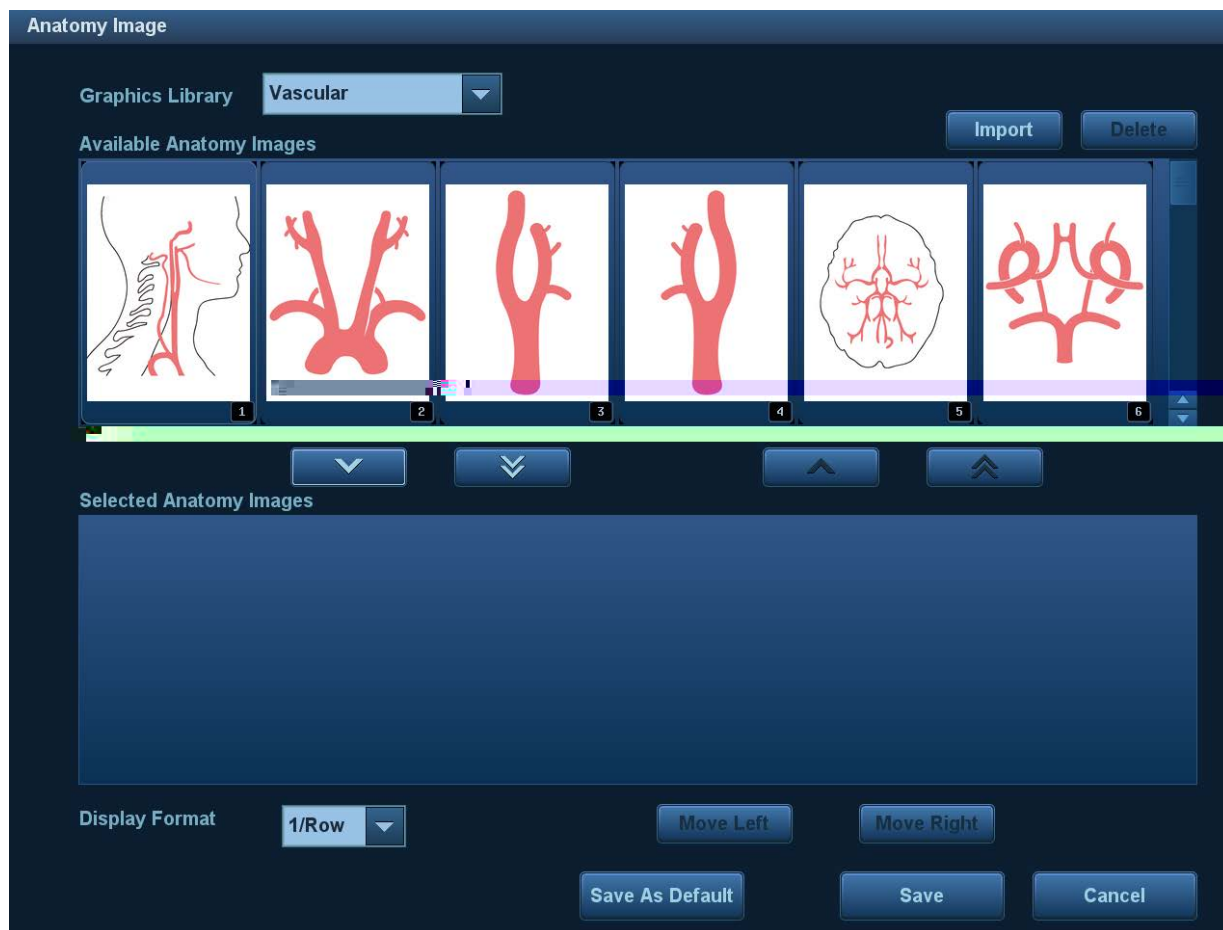 Anatomy Image
Graphics Library Vascular
Import Delete
Available Anatomy Images
1 2 3 4 5 6
Selected Anatomy Images
Display Format 1/Row Move Left Move Right
Save As Default Save Cancel